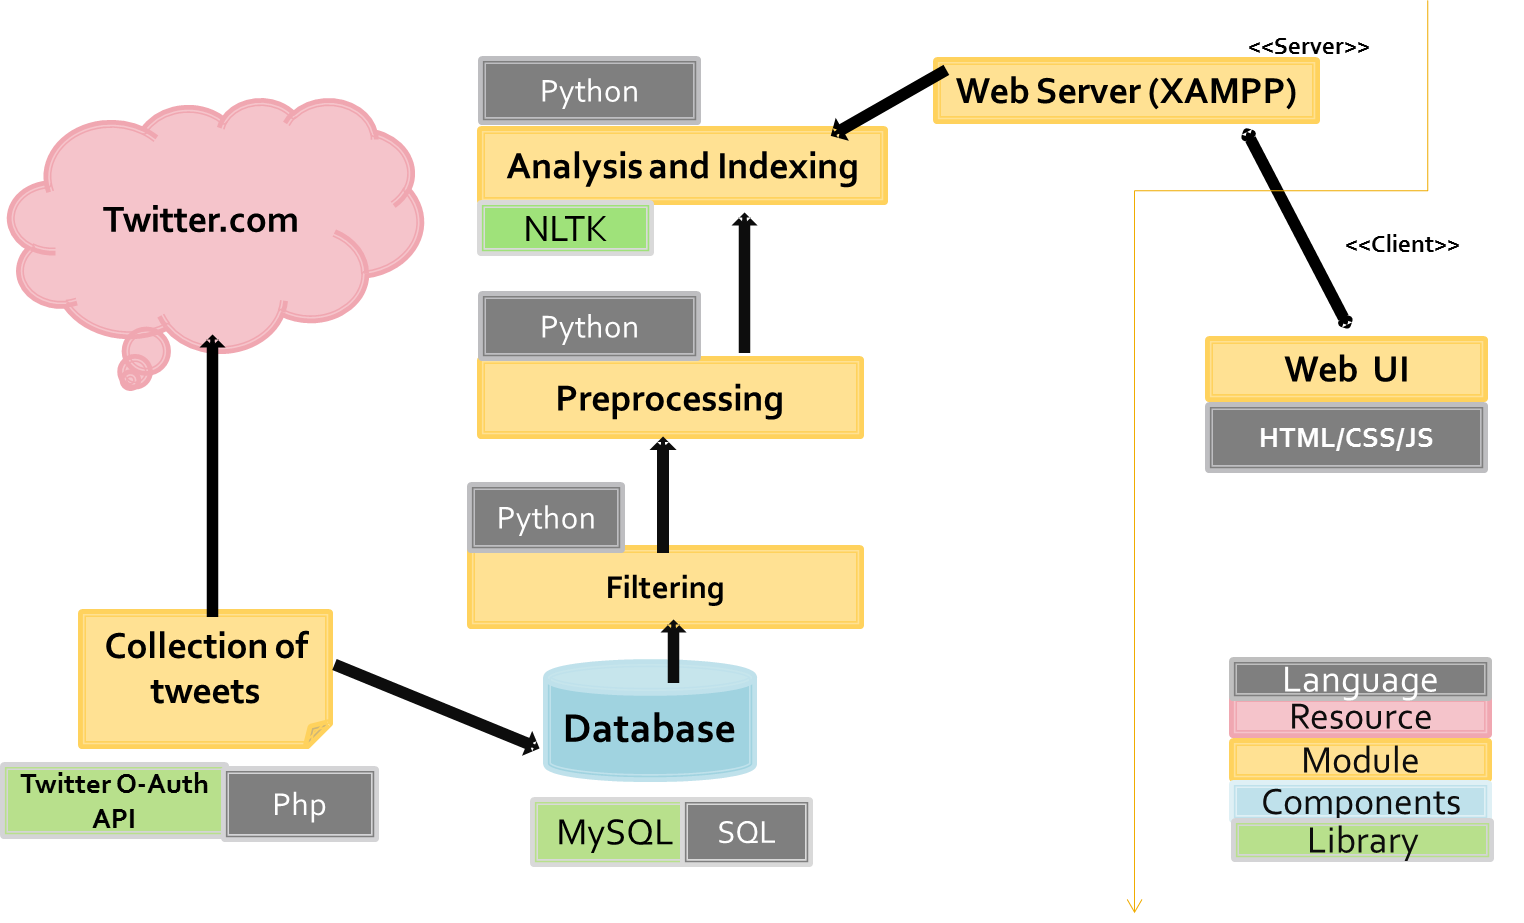 <<Server>>
Python
Web Server (XAMPP)
Analysis and Indexing
Twitter.com
NLTK
<<Client>>
Python
Web UI
Preprocessing
HTML/CSS/JS
Python
Filtering
Collection of
tweets
Database
Twitter O-Auth
API
Php
MySQL
SQL
Language
Resource
Module
Components
Library